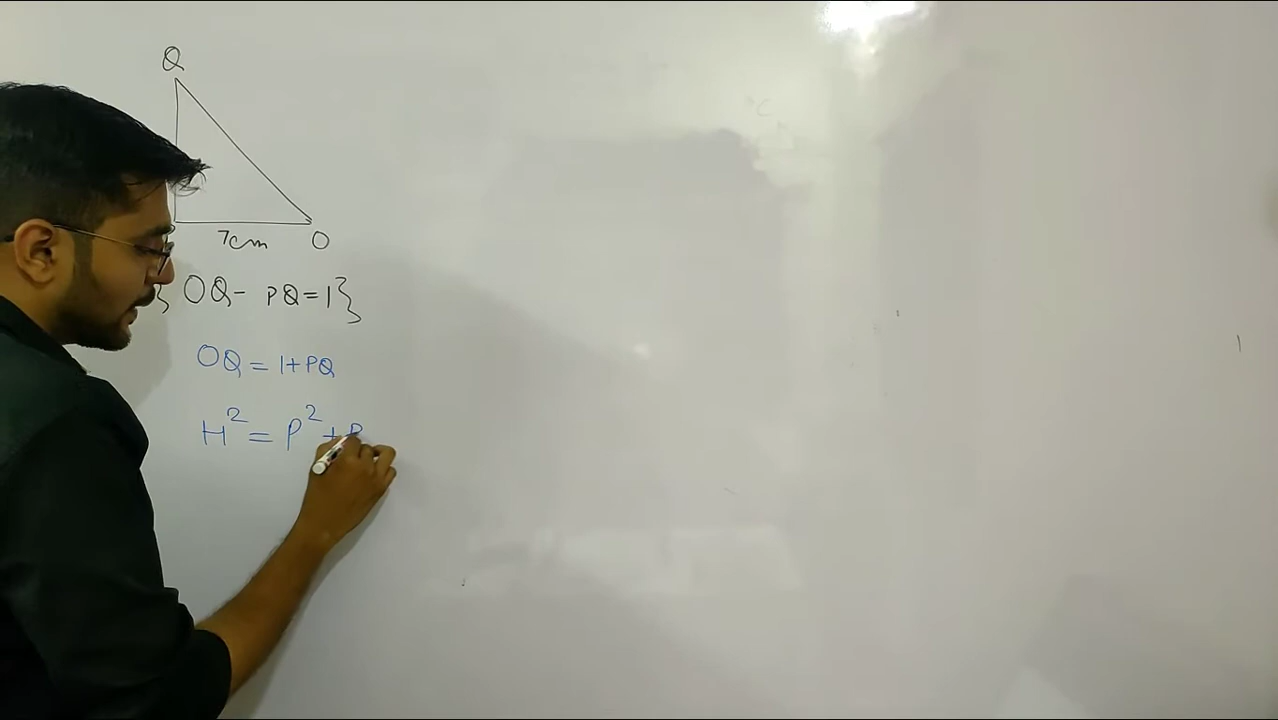 Q
7cm O
} OQ - PQ = 1 }
OQ = 1 + PQ
H² = P² +